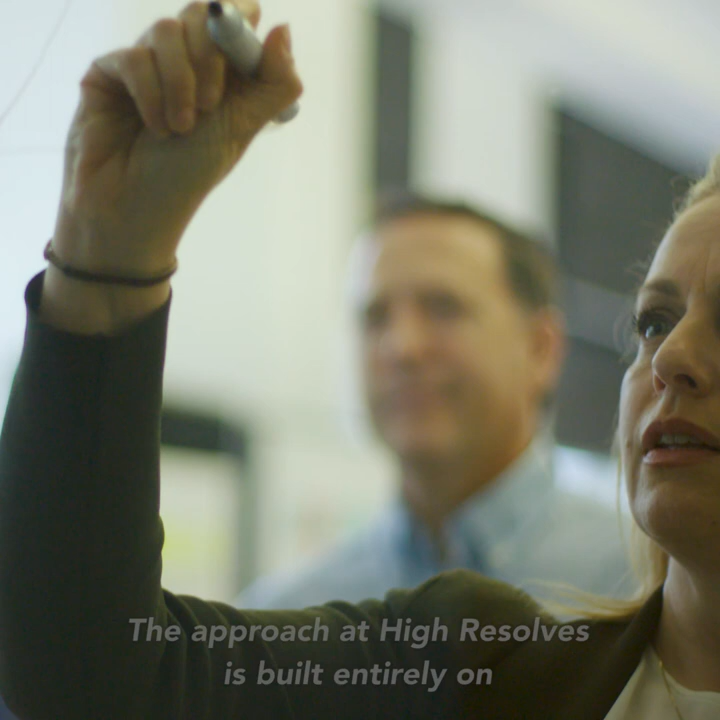 The approach at High Resolves
is built entirely on